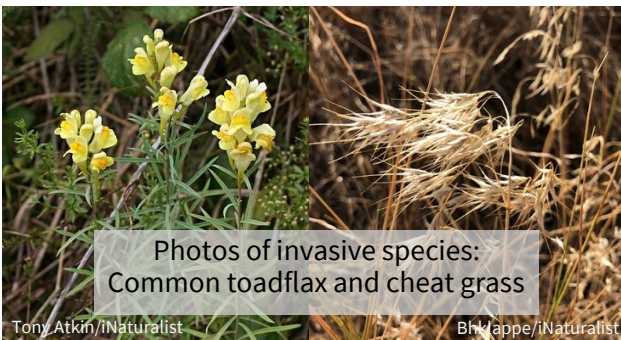 Photos of invasive species:
Common toadflax and cheat grass
Tony Atkin/iNaturalist
Bhklappe/iNaturalist